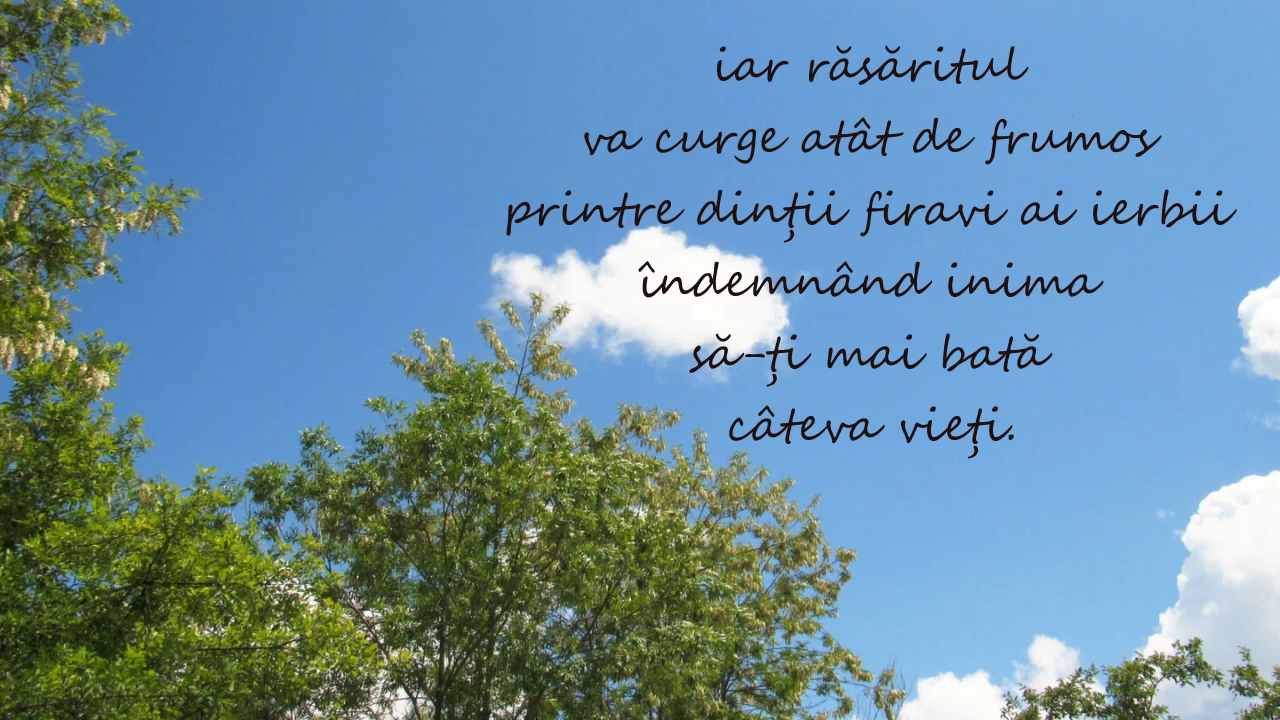 iar răsăritul
va curge atât de frumos
printre dinții firavi ai ierbii
îndemnând inima
să-ți mai bată
câteva vieți.